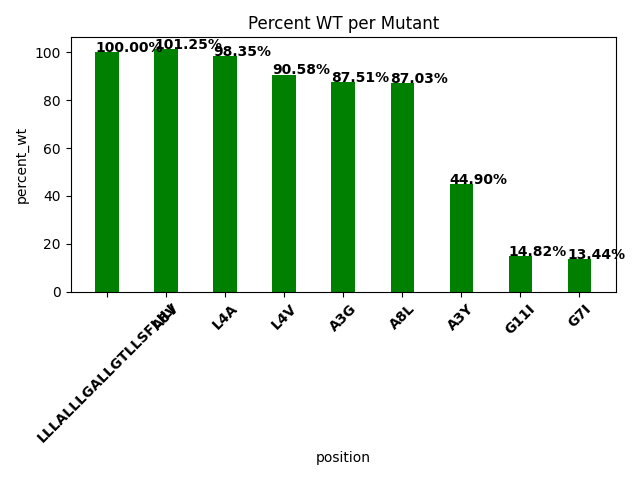 Percent WT per Mutant
percent_wt
100
80
60
40
20
0
100.00%
101.25%
98.35%
90.58%
87.51%
87.03%
44.90%
14.82%
13.44%
L4A
L4V
A3G
A8L
A3Y
G11I
G7I
position